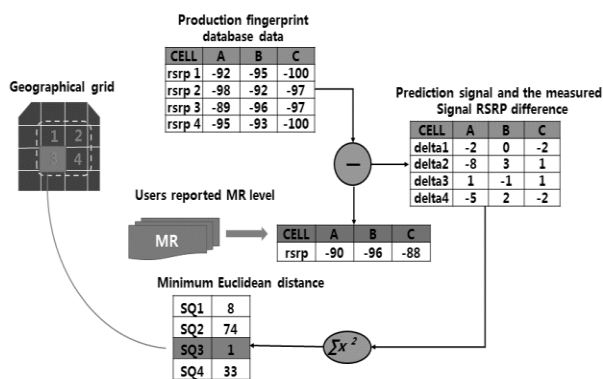 Production fingerprint
database data
CELL A B C
rsrp 1 -92 -95 -100
rsrp 2 -98 -92 -97
rsrp 3 -89 -96 -97
rsrp 4 -95 -93 -100
Geographical grid
1 2
3 4
Prediction signal and the measured
Signal RSRP difference
CELL A B C
delta1 -2 0 -2
delta2 -8 3 1
delta3 1 -1 1
delta4 -5 2 -2
−
Users reported MR level
MR
CELL A B C
rsrp -90 -96 -88
Minimum Euclidean distance
SQ1 8
SQ2 74
SQ3 1
SQ4 33
∑x²